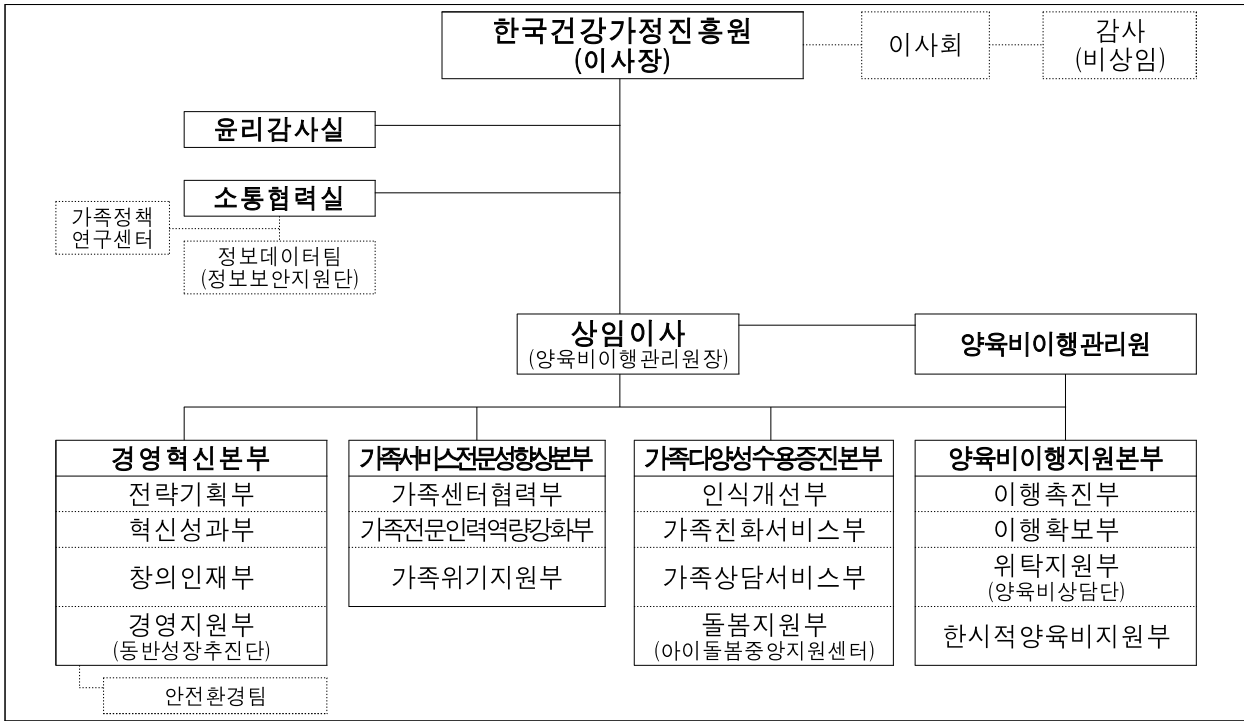 한국건강가정진흥원
(이사장)
이사회
감사
(비상임)
윤리감사실
소통협력실
가족정책
연구센터
정보데이터팀
(정보보안지원단)
상임이사
(양육비이행관리원장)
양육비이행관리원
경영혁신본부
전략기획부
혁신성과부
창의인재부
경영지원부
(동반성장추진단)
안전환경팀
가족서비스전문성향상본부
가족센터협력부
가족전문인력역량강화부
가족위기지원부
가족다양성수용증진본부
인식개선부
가족친화서비스부
가족상담서비스부
돌봄지원부
(아이돌봄중앙지원센터)
양육비이행지원본부
이행촉진부
이행확보부
위탁지원부
(양육비상담단)
한시적양육비지원부